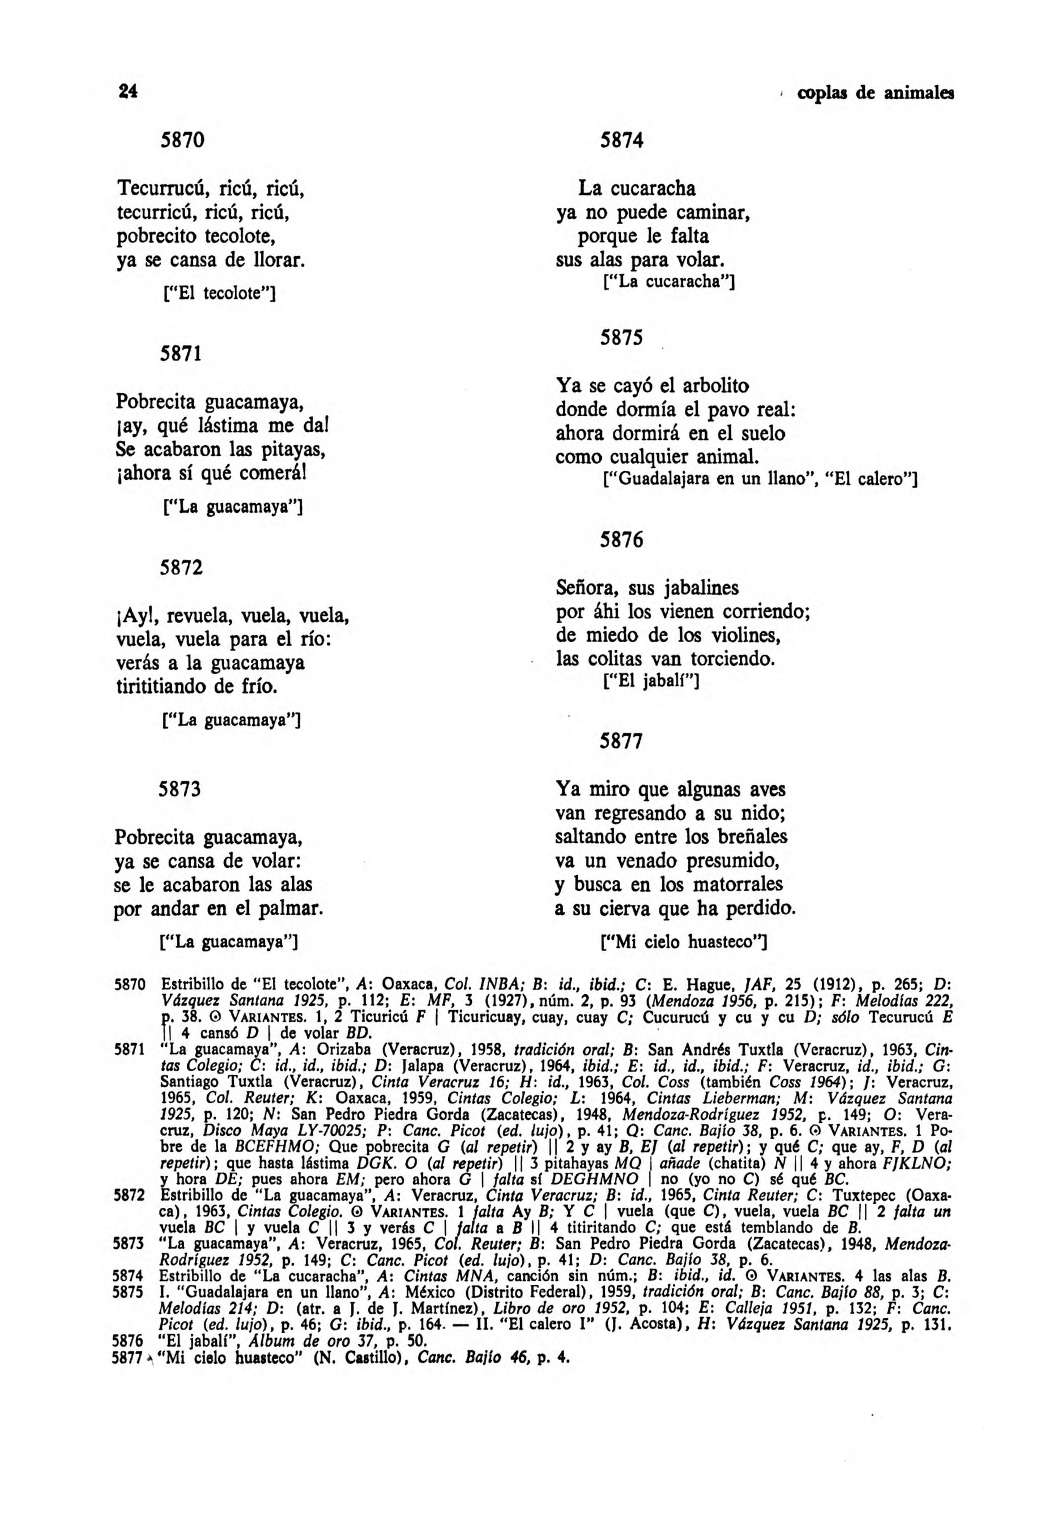 24
coplas de animales
5870
Tecurrucú, ricú, ricú,
tecurricú, ricú, ricú,
pobrecito tecolote,
ya se cansa de llorar.
["El tecolote"]
5871
Pobrecita guacamaya,
¡ay, qué lástima me da!
Se acabaron las pitayas,
¡ahora sí qué comerá!
["La guacamaya"]
5872
¡Ay!, revuela, vuela, vuela,
vuela, vuela para el río:
verás a la guacamaya
tirititiando de frío.
["La guacamaya"]
5873
Pobrecita guacamaya,
ya se cansa de volar:
se le acabaron las alas
por andar en el palmar.
["La guacamaya"]
5874
La cucaracha
ya no puede caminar,
porque le falta
sus alas para volar.
["La cucaracha"]
5875
Ya se cayó el arbolito
donde dormía el pavo real:
ahora dormirá en el suelo
como cualquier animal.
["Guadalajara en un llano", "El calero"]
5876
Señora, sus jabalines
por áhi los vienen corriendo;
de miedo de los violines,
las colitas van torciendo.
["El jabalí"]
5877
Ya miro que algunas aves
van regresando a su nido;
saltando entre los breñales
va un venado presumido,
y busca en los matorrales
a su cierva que ha perdido.
["Mi cielo huasteco"]
5870 Estribillo de "El tecolote", A: Oaxaca, Col. INBA; B: id., ibid.; C: E. Hague, JAF, 25 (1912), p. 265; D:
Vázquez Santana 1925, p. 112; E: MF, 3 (1927), núm. 2, p. 93 (Mendoza 1956, p. 215); F: Melodías 222,
p. 38. ⊙ VARIANTES. 1, 2 Ticuricú F | Ticuricuay, cuay, cuay C; Cucurucú y cu y cu D; sólo Tecurucú E
|| 4 cansó D | de volar BD.
5871 "La guacamaya", A: Orizaba (Veracruz), 1958, tradición oral; B: San Andrés Tuxtla (Veracruz), 1963, Cin-
tas Colegio; C: id., id., ibid.; D: Jalapa (Veracruz), 1964, ibid.; E: id., id., ibid.; F: Veracruz, id., ibid.; G:
Santiago Tuxtla (Veracruz), Cinta Veracruz 16; H: id., 1963, Col. Coss (también Coss 1964); J: Veracruz,
1965, Col. Reuter; K: Oaxaca, 1959, Cintas Colegio; L: 1964, Cintas Lieberman; M: Vázquez Santana
1925, p. 120; N: San Pedro Piedra Gorda (Zacatecas), 1948, Mendoza-Rodríguez 1952, p. 149; O: Vera-
cruz, Disco Maya LY-70025; P: Canc. Picot (ed. lujo), p. 41; Q: Canc. Bajío 38, p. 6. ⊙ VARIANTES. 1 Po-
bre de la BCEFHMO; Que pobrecita G (al repetir) || 2 y ay B, EJ (al repetir); y qué C; que ay, F, D (al
repetir); que hasta lástima DGK. O (al repetir) || 3 pitahayas MQ | añade (chatita) N || 4 y ahora FJKLNO;
y hora DE; pues ahora EM; pero ahora G | falta sí DEGHMNO | no (yo no C) sé qué BC.
5872 Estribillo de "La guacamaya", A: Veracruz, Cinta Veracruz; B: id., 1965, Cinta Reuter; C: Tuxtepec (Oaxa-
ca), 1963, Cintas Colegio. ⊙ VARIANTES. 1 falta Ay B; Y C | vuela (que C), vuela, vuela BC || 2 falta un
vuela BC | y vuela C || 3 y verás C | falta a B || 4 titiritando C; que está temblando de B.
5873 "La guacamaya", A: Veracruz, 1965, Col. Reuter; B: San Pedro Piedra Gorda (Zacatecas), 1948, Mendoza-
Rodríguez 1952, p. 149; C: Canc. Picot (ed. lujo), p. 41; D: Canc. Bajío 38, p. 6.
5874 Estribillo de "La cucaracha", A: Cintas MNA, canción sin núm.; B: ibid., id. ⊙ VARIANTES. 4 las alas B.
5875 I. "Guadalajara en un llano", A: México (Distrito Federal), 1959, tradición oral; B: Canc. Bajío 88, p. 3; C:
Melodías 214; D: (atr. a J. de J. Martínez), Libro de oro 1952, p. 104; E: Calleja 1951, p. 132; F: Canc.
Picot (ed. lujo), p. 46; G: ibid., p. 164. — II. "El calero I" (J. Acosta), H: Vázquez Santana 1925, p. 131.
5876 "El jabalí", Album de oro 37, p. 50.
5877 "Mi cielo huasteco" (N. Castillo), Canc. Bajío 46, p. 4.